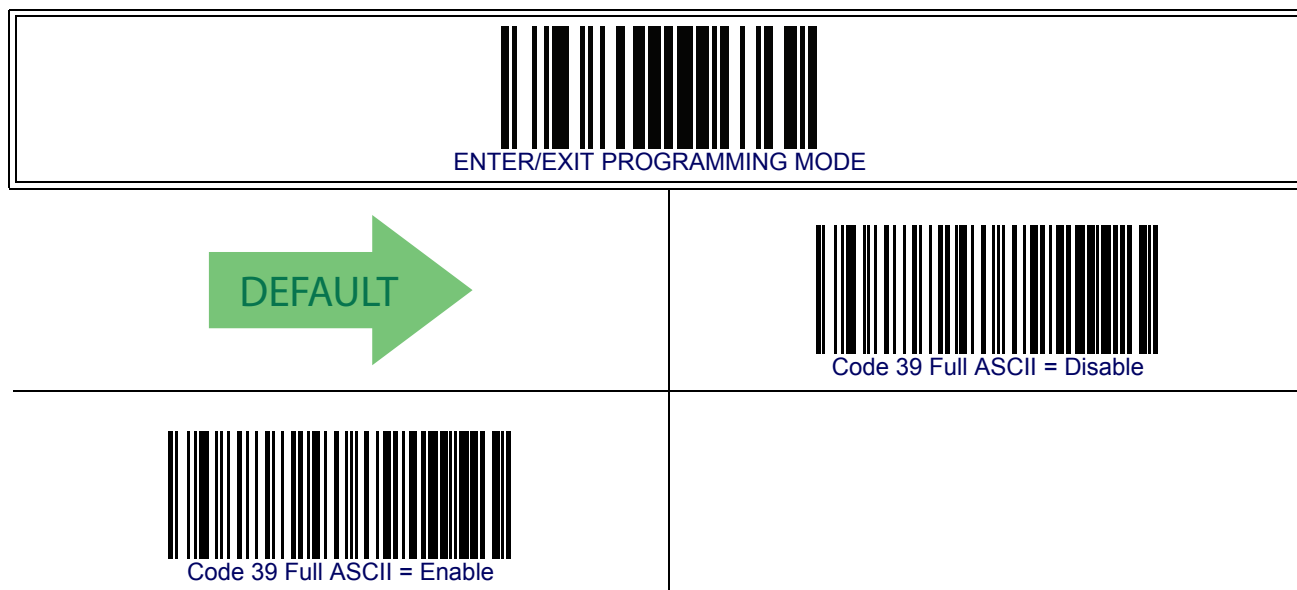 ENTER/EXIT PROGRAMMING MODE
DEFAULT
Code 39 Full ASCII = Disable
Code 39 Full ASCII = Enable